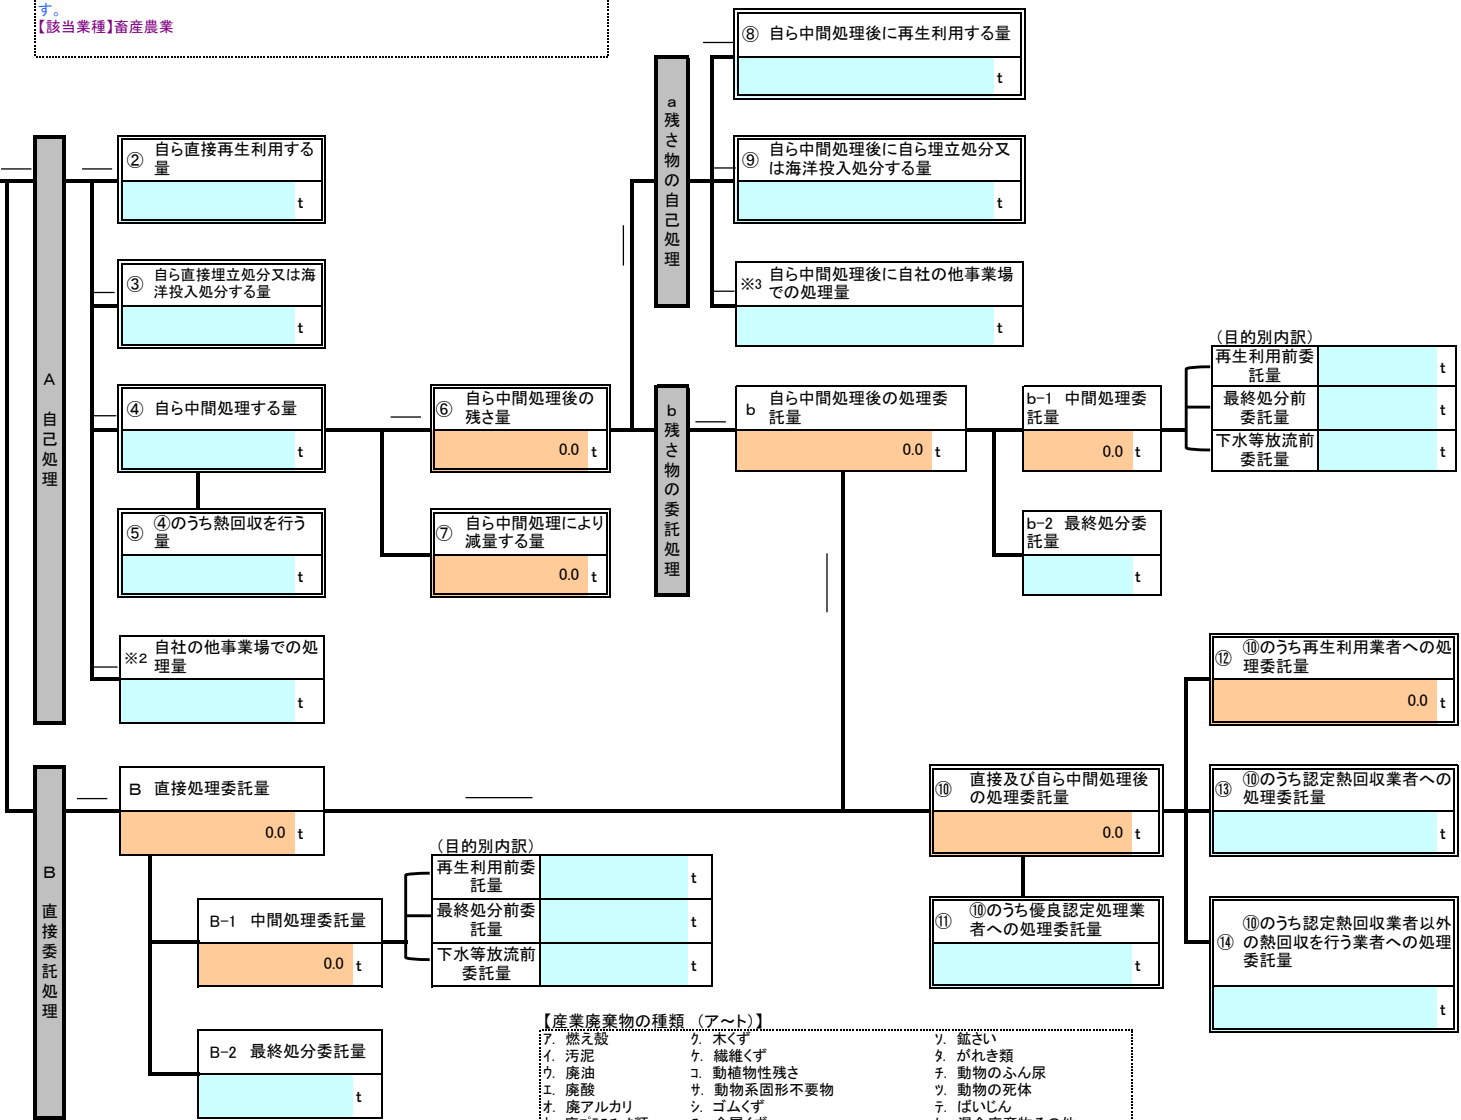 す。
【該当業種】畜産農業
⑧ 自ら中間処理後に再生利用する量
t
a 残さ物の自己処理
② 自ら直接再生利用する
量
t
⑨ 自ら中間処理後に自ら埋立処分又
は海洋投入処分する量
t
③ 自ら直接埋立処分又は海
洋投入処分する量
t
※3 自ら中間処理後に自社の他事業場
での処理量
t
A 自己処理
④ 自ら中間処理する量
t
⑥ 自ら中間処理後の
残さ量
0.0 t
b 残さ物の委託処理
b 自ら中間処理後の処理委
託量
0.0 t
b-1 中間処理委
託量
0.0 t
(目的別内訳)
再生利用前委
託量
t
最終処分前
委託量
t
下水等放流前
委託量
t
⑤ ④のうち熱回収を行う
量
t
⑦ 自ら中間処理により
減量する量
0.0 t
b-2 最終処分委
託量
t
※2 自社の他事業場での処
理量
t
⑫ ⑩のうち再生利用業者への処
理委託量
0.0 t
B 直接委託処理
B 直接処理委託量
0.0 t
⑩ 直接及び自ら中間処理後
の処理委託量
0.0 t
⑬ ⑩のうち認定熱回収業者への
処理委託量
t
(目的別内訳)
再生利用前委
託量
t
最終処分前委
託量
t
下水等放流前
委託量
t
B-1 中間処理委託量
0.0 t
⑪ ⑩のうち優良認定処理業
者への処理委託量
t
⑭ ⑩のうち認定熱回収業者以外
の熱回収を行う業者への処理
委託量
t
B-2 最終処分委託量
t
【産業廃棄物の種類 (ア～ト)】
ア. 燃え殻 ク. 木くず ソ. 鉱さい
イ. 汚泥 ケ. 繊維くず タ. がれき類
ウ. 廃油 コ. 動植物性残さ チ. 動物のふん尿
エ. 廃酸 サ. 動物系固形不要物 ツ. 動物の死体
オ. 廃アルカリ シ. ゴムくず テ. ばいじん